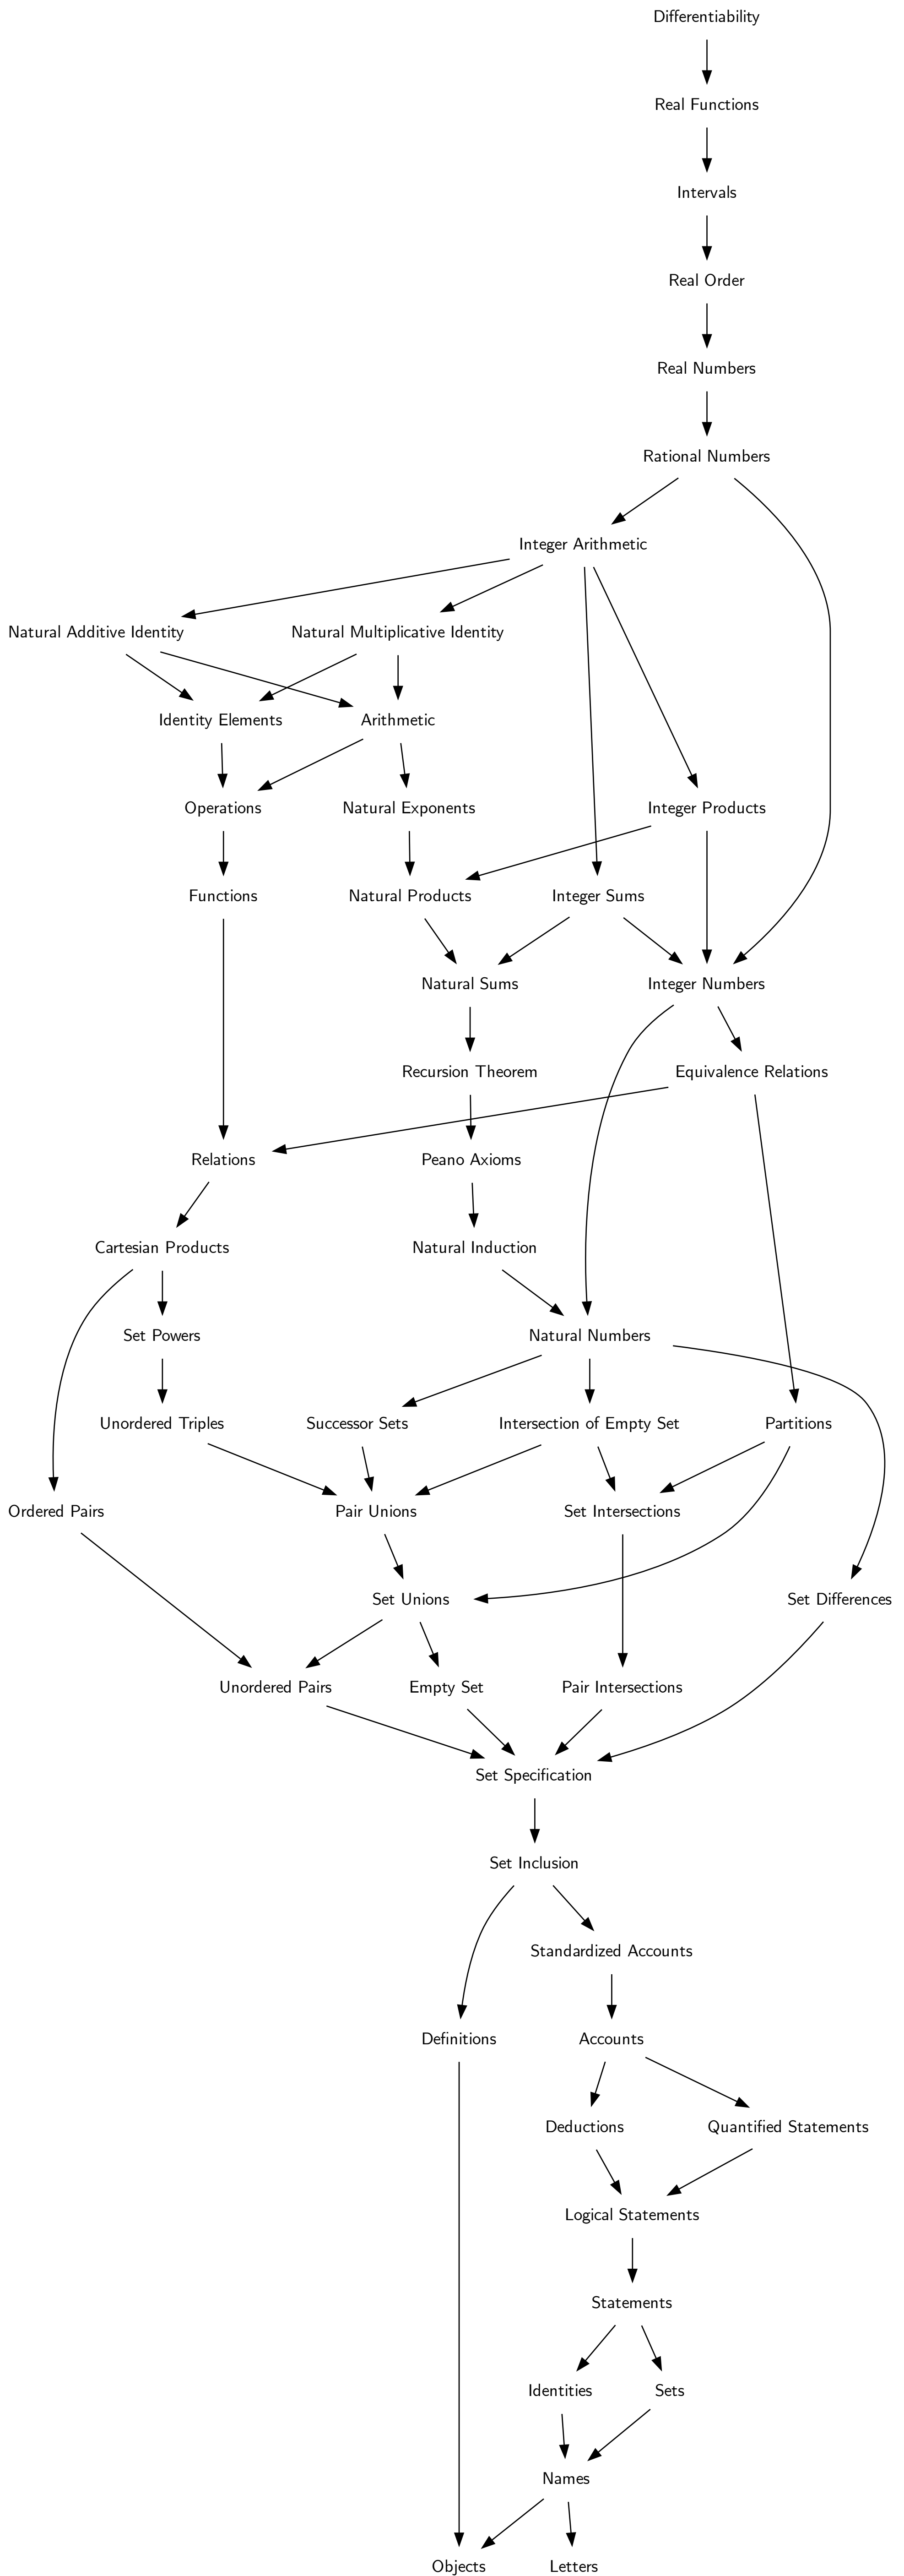 Differentiability
Real Functions
Intervals
Real Order
Real Numbers
Rational Numbers
Integer Arithmetic
Natural Additive Identity
Natural Multiplicative Identity
Identity Elements
Arithmetic
Operations
Natural Exponents
Integer Products
Functions
Natural Products
Integer Sums
Natural Sums
Integer Numbers
Recursion Theorem
Equivalence Relations
Relations
Peano Axioms
Cartesian Products
Natural Induction
Set Powers
Natural Numbers
Unordered Triples
Successor Sets
Intersection of Empty Set
Partitions
Ordered Pairs
Pair Unions
Set Intersections
Set Unions
Set Differences
Unordered Pairs
Empty Set
Pair Intersections
Set Specification
Set Inclusion
Standardized Accounts
Definitions
Accounts
Deductions
Quantified Statements
Logical Statements
Statements
Identities
Sets
Names
Objects
Letters